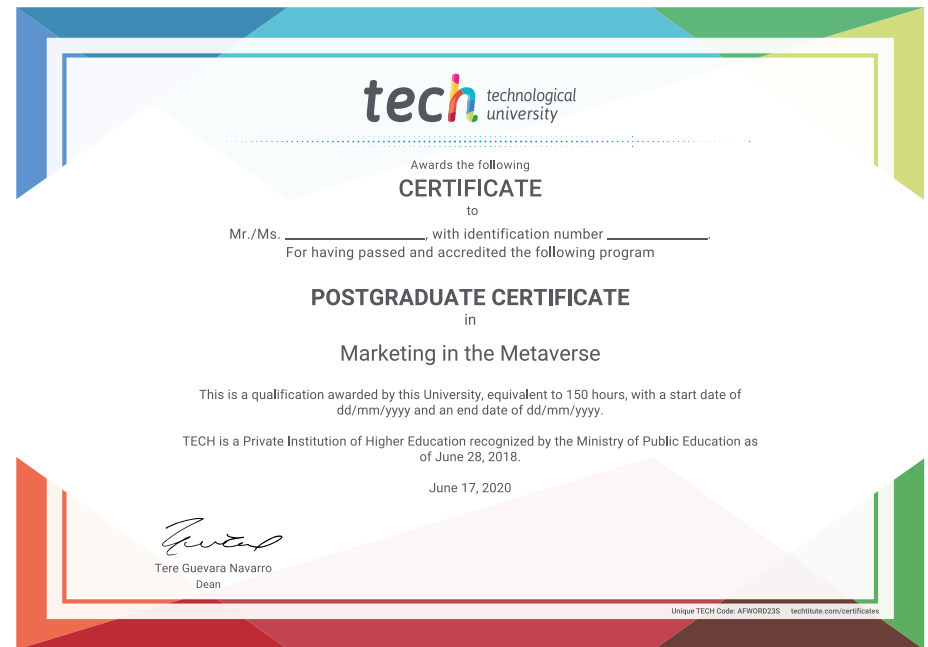 tech technological
university
Awards the following
CERTIFICATE
to
Mr./Ms. ____________________, with identification number ______________.
For having passed and accredited the following program
POSTGRADUATE CERTIFICATE
in
Marketing in the Metaverse
This is a qualification awarded by this University, equivalent to 150 hours, with a start date of
dd/mm/yyyy and an end date of dd/mm/yyyy.
TECH is a Private Institution of Higher Education recognized by the Ministry of Public Education as
of June 28, 2018.
June 17, 2020
Tere Guevara Navarro
Dean
Unique TECH Code: AFWORD23S techtitute.com/certificates